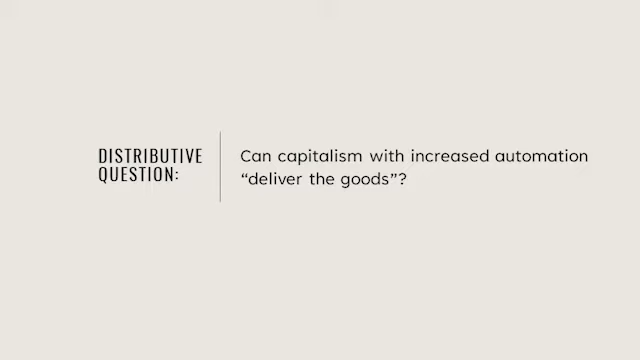 DISTRIBUTIVE
QUESTION:
Can capitalism with increased automation
“deliver the goods”?